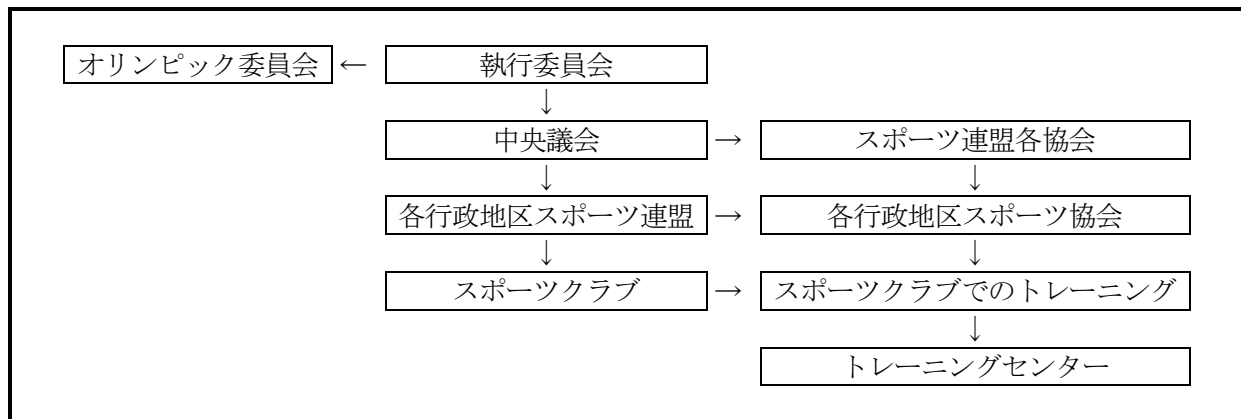 オリンピック委員会 ← 執行委員会
↓
中央議会 → スポーツ連盟各協会
↓ ↓
各行政地区スポーツ連盟 → 各行政地区スポーツ協会
↓ ↓
スポーツクラブ → スポーツクラブでのトレーニング
↓
トレーニングセンター